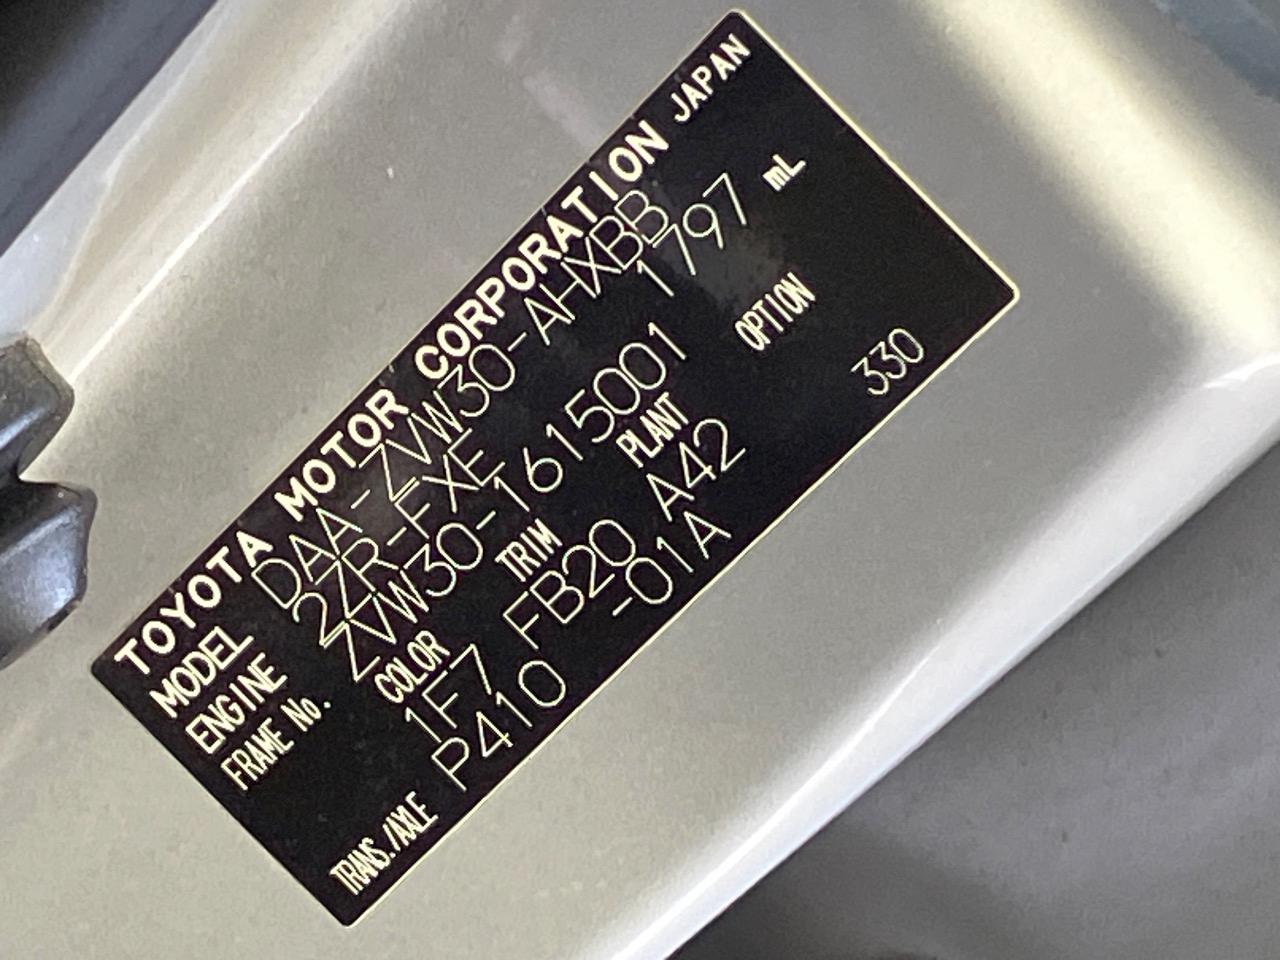 TOYOTA MOTOR CORPORATION JAPAN
MODEL DAA-ZVW30-AHXBB
ENGINE 2ZR-FXE 1797 mL
FRAME No. ZVW30-1615001
COLOR TRIM PLANT OPTION
1F7 FB20 A42 330
TRANS./AXLE P410 -01A